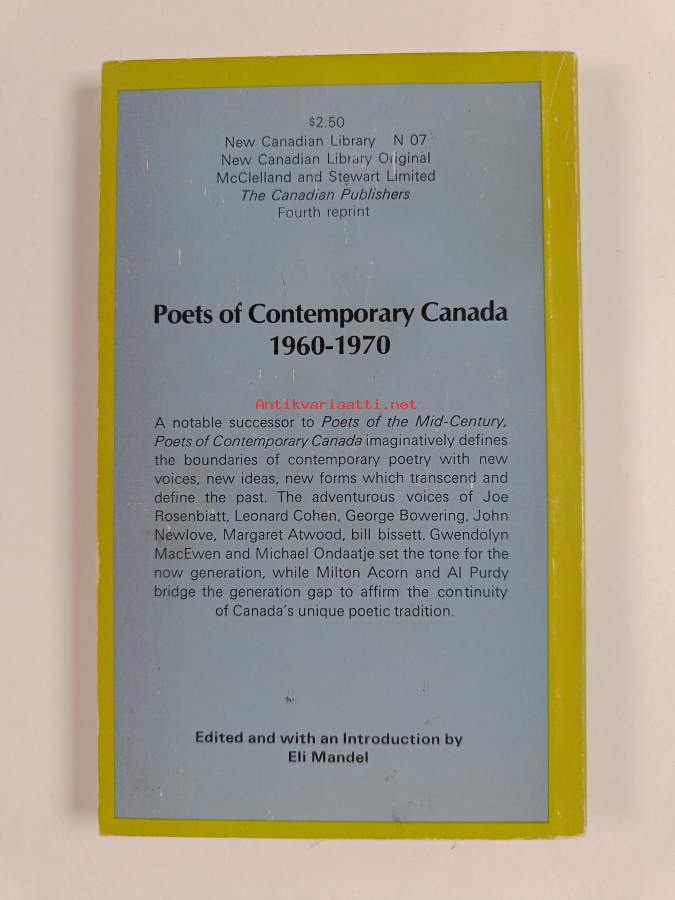 $2.50
New Canadian Library N 07
New Canadian Library Original
McClelland and Stewart Limited
The Canadian Publishers
Fourth reprint
Poets of Contemporary Canada
1960-1970
Antikvariaatti.net
A notable successor to Poets of the Mid-Century,
Poets of Contemporary Canada imaginatively defines
the boundaries of contemporary poetry with new
voices, new ideas, new forms which transcend and
define the past. The adventurous voices of Joe
Rosenblatt, Leonard Cohen, George Bowering, John
Newlove, Margaret Atwood, bill bissett, Gwendolyn
MacEwen and Michael Ondaatje set the tone for the
now generation, while Milton Acorn and Al Purdy
bridge the generation gap to affirm the continuity
of Canada's unique poetic tradition.
Edited and with an Introduction by
Eli Mandel